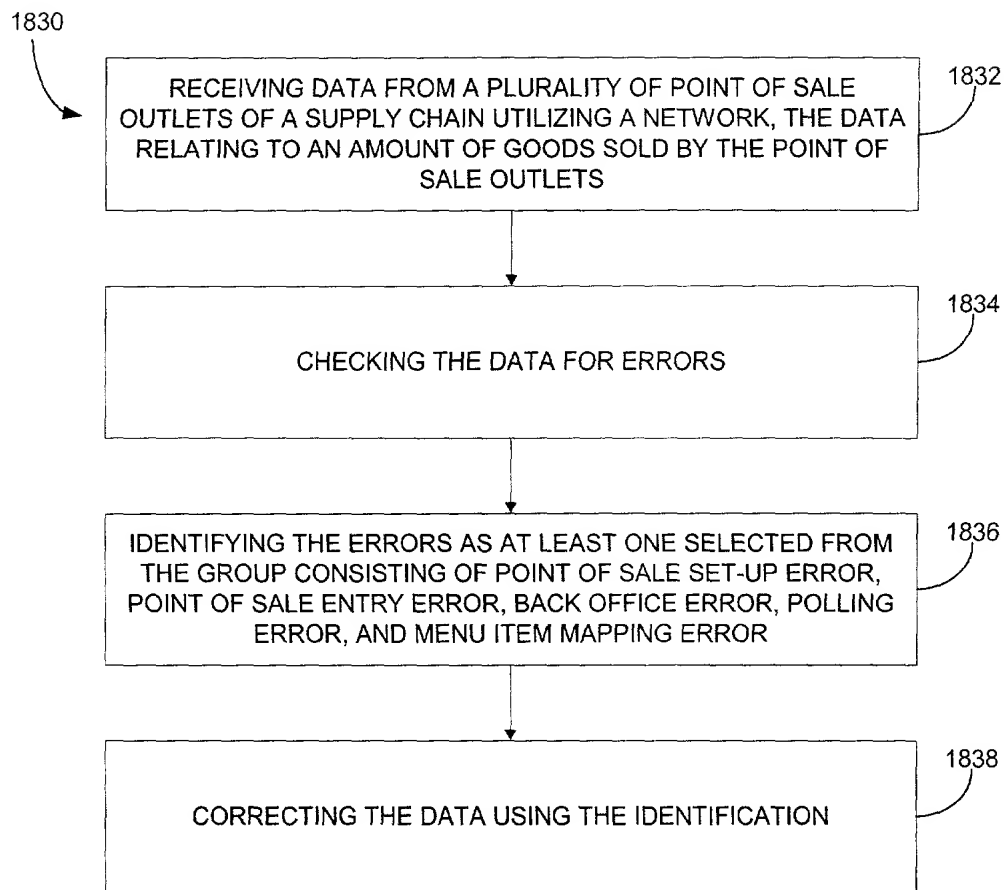 1830
RECEIVING DATA FROM A PLURALITY OF POINT OF SALE
OUTLETS OF A SUPPLY CHAIN UTILIZING A NETWORK, THE DATA
RELATING TO AN AMOUNT OF GOODS SOLD BY THE POINT OF
SALE OUTLETS
1832
CHECKING THE DATA FOR ERRORS
1834
IDENTIFYING THE ERRORS AS AT LEAST ONE SELECTED FROM
THE GROUP CONSISTING OF POINT OF SALE SET-UP ERROR,
POINT OF SALE ENTRY ERROR, BACK OFFICE ERROR, POLLING
ERROR, AND MENU ITEM MAPPING ERROR
1836
CORRECTING THE DATA USING THE IDENTIFICATION
1838